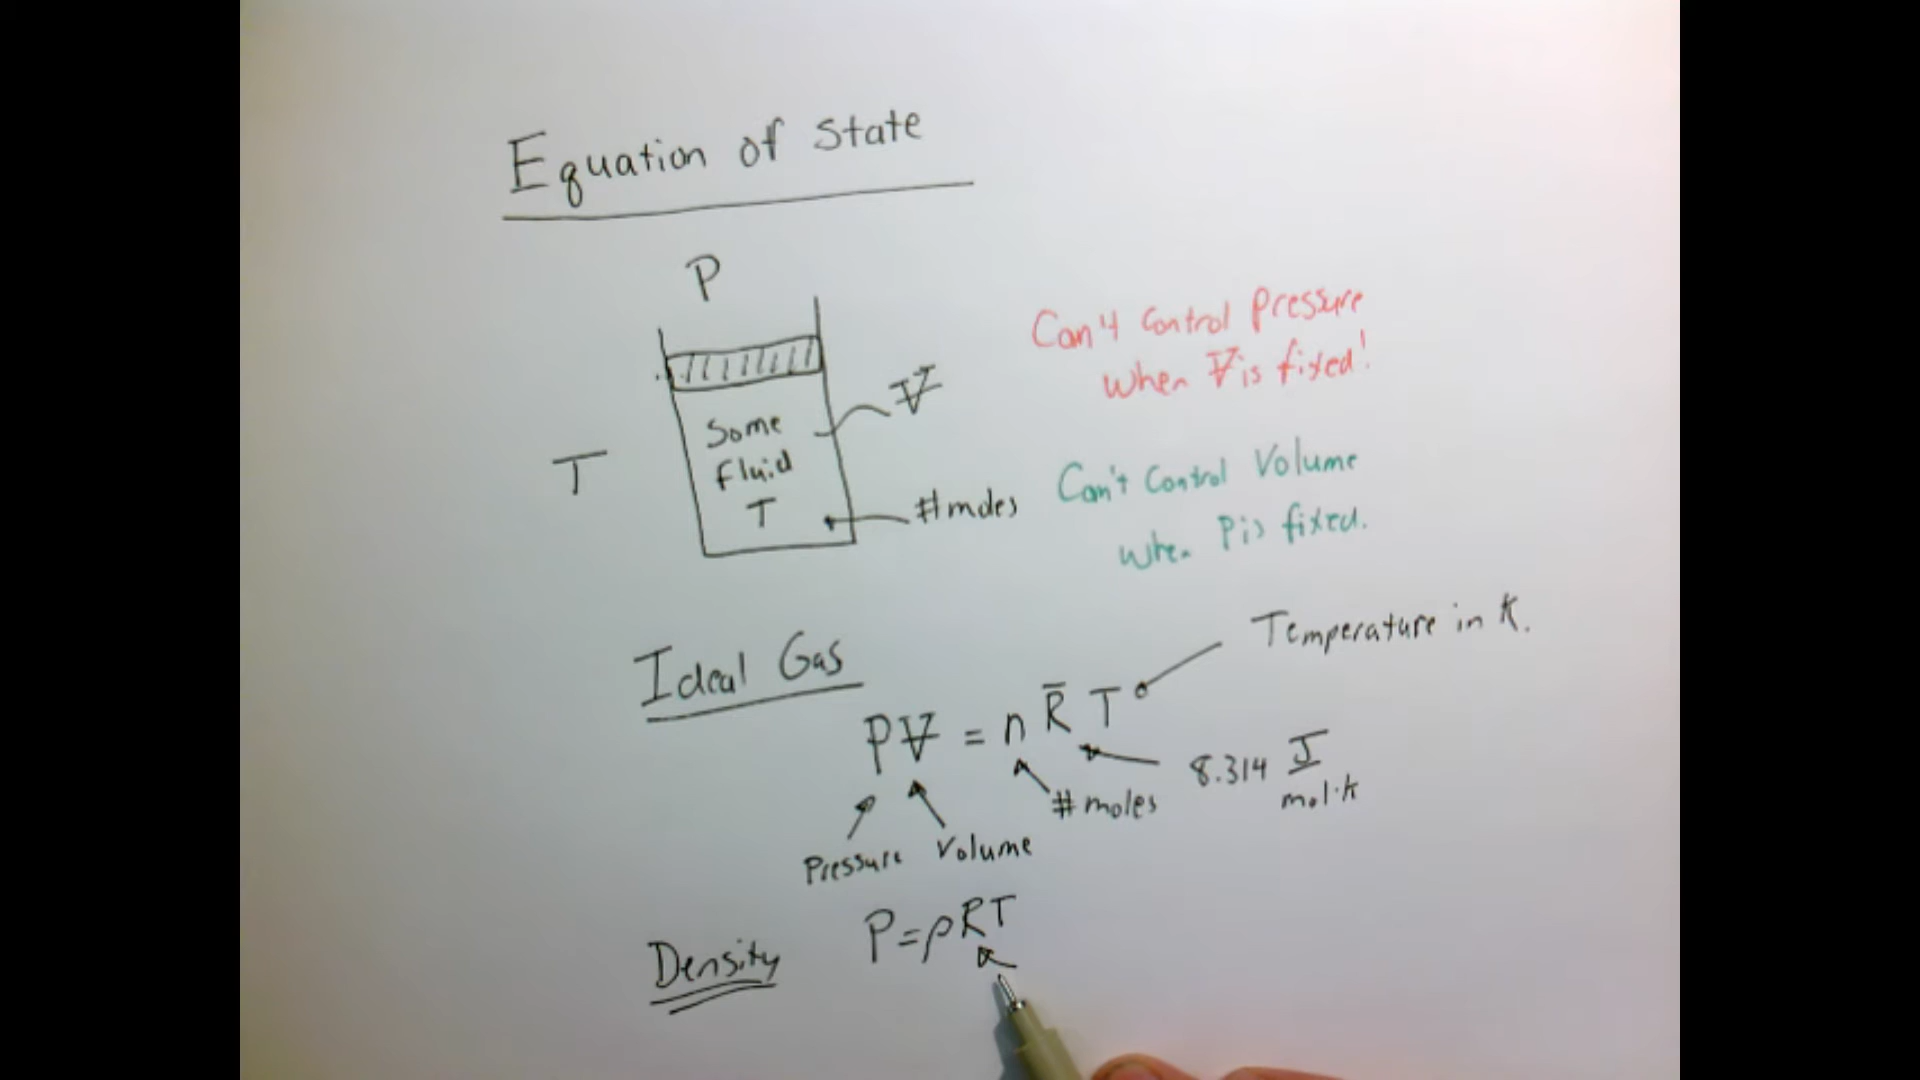 Equation of State
P
Can't Control Pressure
when V is fixed!
V
Some
fluid
T
T
#moles
Can't Control Volume
when P is fixed.
Ideal Gas
Temperature in K.
PV = n R̅ T
8.314 J
mol·K
#moles
Pressure Volume
Density
P=ρRT